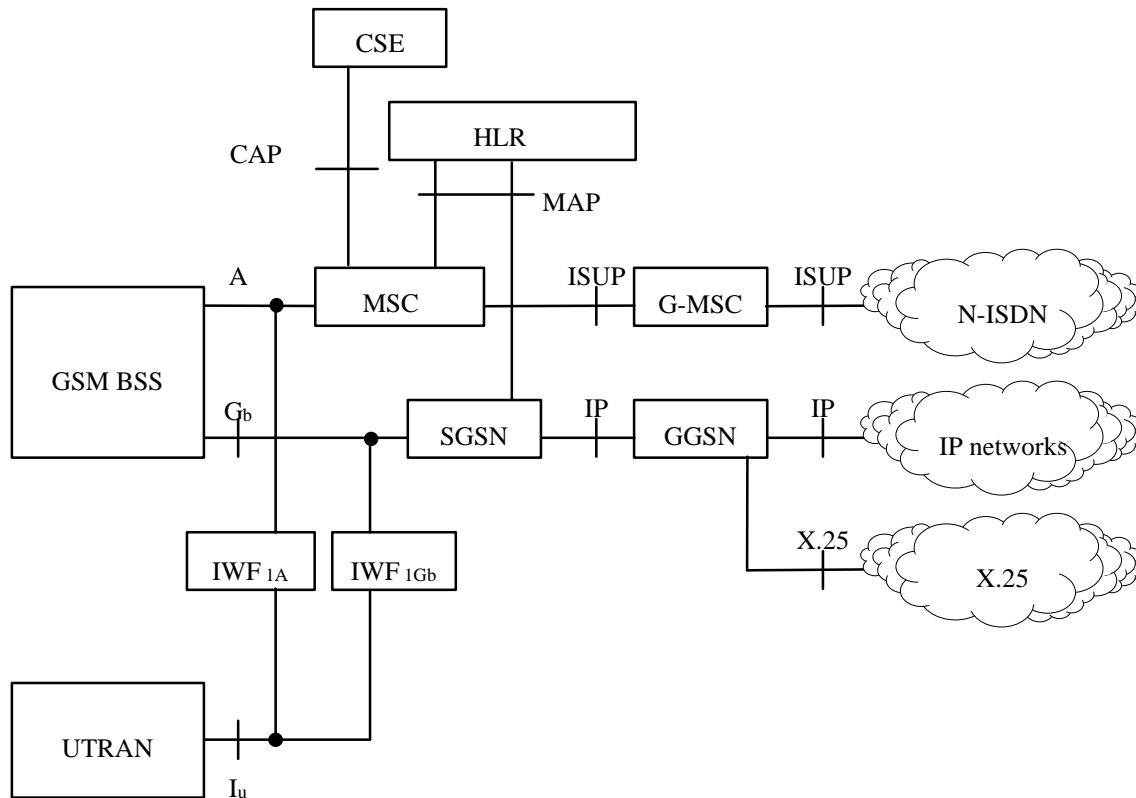 CSE
HLR
CAP
MAP
A
ISUP
ISUP
MSC
G-MSC
N-ISDN
GSM BSS
Gb
IP
IP
SGSN
GGSN
IP networks
X.25
IWF 1A
IWF 1Gb
X.25
UTRAN
Iu